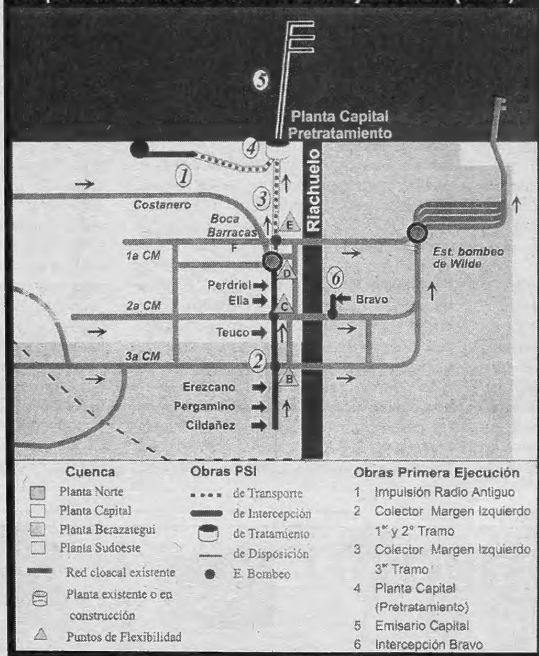 5
Planta Capital
Pretratamiento
4
1
Costanero
3
Riachuelo
Boca
Barracas
F
E
1a CM
Est. bombeo
de Wilde
D
Perdriel
Elia
6
Bravo
2a CM
C
Teuco
3a CM
2
B
Erezcano
Pergamino
Cildañez
Cuenca
Planta Norte
Planta Capital
Planta Berazategui
Planta Sudoeste
Red cloacal existente
Planta existente o en
construcción
Puntos de Flexibilidad
Obras PSI
de Transporte
de Intercepción
de Tratamiento
de Disposición
E. Bombeo
Obras Primera Ejecución
1 Impulsión Radio Antiguo
2 Colector Margen Izquierdo
1er y 2° Tramo
3 Colector Margen Izquierdo
3er Tramo
4 Planta Capital
(Pretratamiento)
5 Emisario Capital
6 Intercepción Bravo